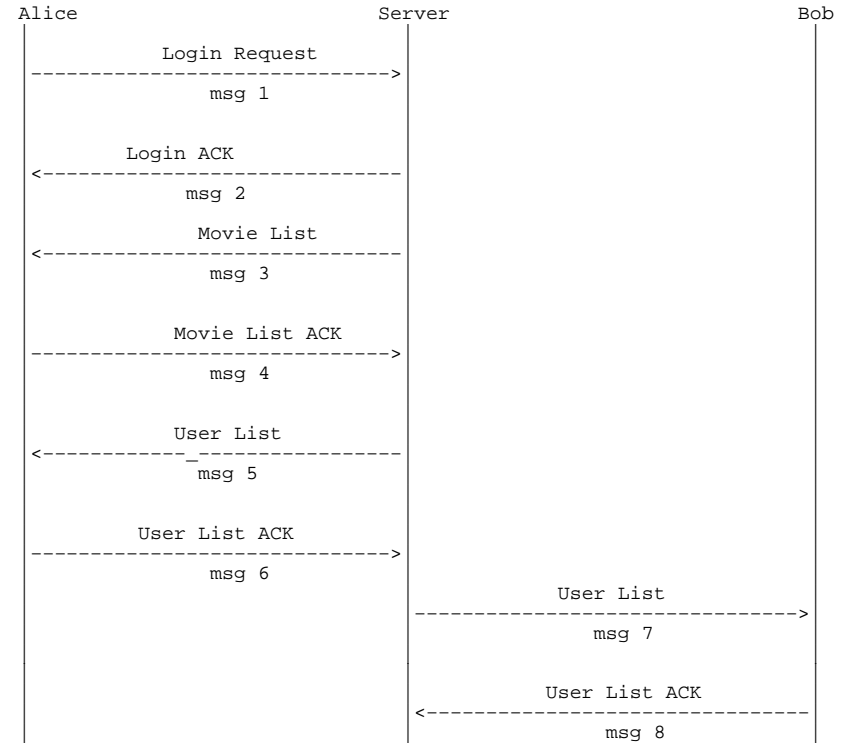 Alice Server Bob
Login Request
------------------------------>
msg 1
Login ACK
<------------------------------
msg 2
Movie List
<------------------------------
msg 3
Movie List ACK
------------------------------>
msg 4
User List
<------------_-----------------
msg 5
User List ACK
------------------------------>
msg 6
User List
-------------------------------->
msg 7
User List ACK
<--------------------------------
msg 8